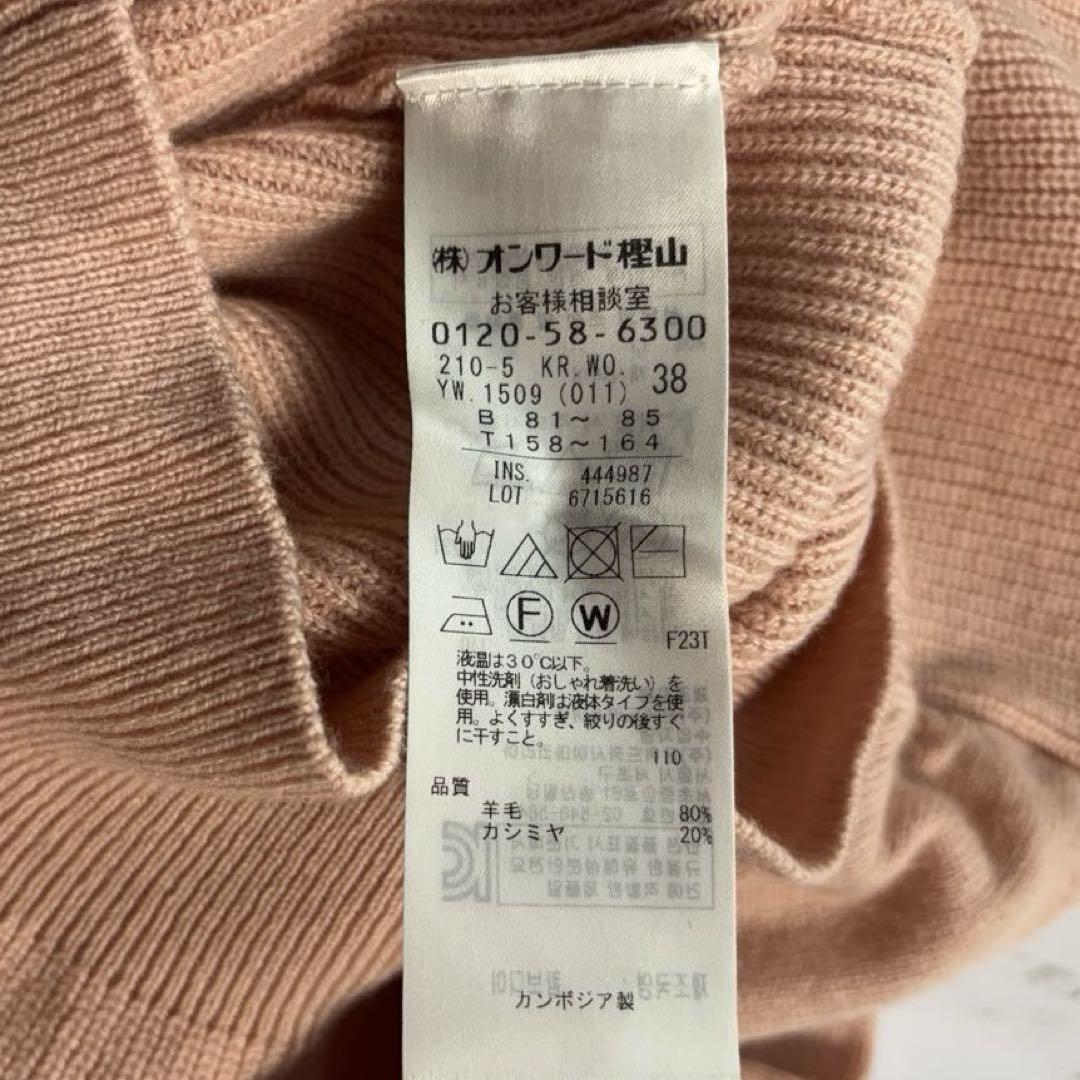 (株)オンワード樫山
お客様相談室
0120-58-6300
210-5 KR.WO.
YW.1509(011) 38
B 81～ 85
T158～164
INS. 444987
LOT 6715616
F
W
F23T
液温は30℃以下。
中性洗剤(おしゃれ着洗い)を
使用。漂白剤は液体タイプを使
用。よくすすぎ、絞りの後すぐ
に干すこと。
110
品質
羊毛 80%
カシミヤ 20%
カンボジア製